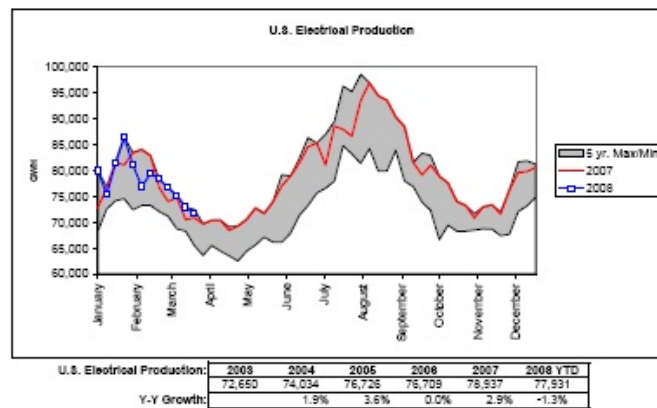 U.S. Electrical Production
100,000
95,000
90,000
85,000
80,000
75,000
70,000
65,000
60,000
GWH
January
February
March
April
May
June
July
August
September
October
November
December
5 yr. Max/Min
2007
2008
U.S. Electrical Production: 2003 2004 2005 2006 2007 2008 YTD
72,650 74,034 76,726 76,709 78,937 77,931
Y-Y Growth: 1.9% 3.6% 0.0% 2.9% -1.3%